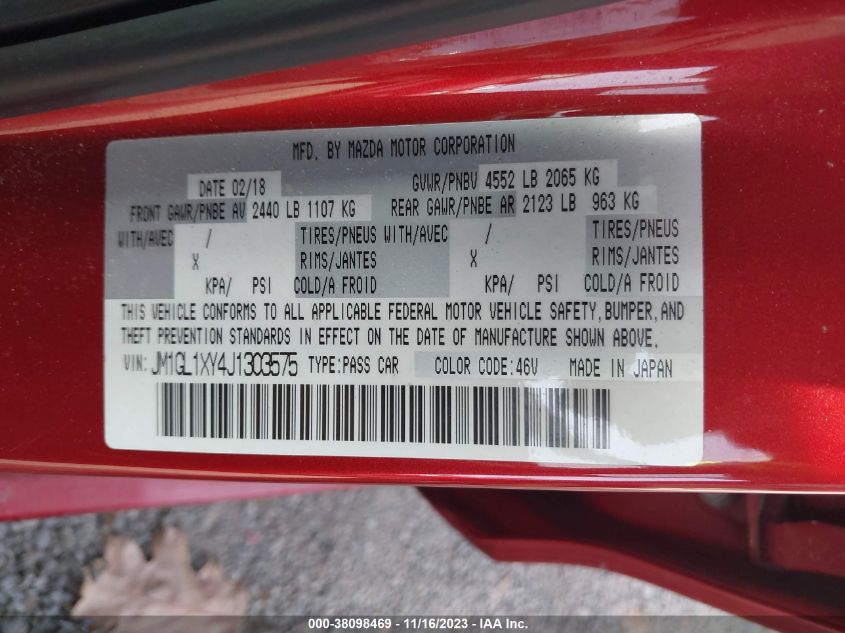 MFD. BY MAZDA MOTOR CORPORATION
DATE 02/18 GVWR/PNBV 4552 LB 2065 KG
FRONT GAWR/PNBE AV 2440 LB 1107 KG REAR GAWR/PNBE AR 2123 LB 963 KG
WITH/AVEC / TIRES/PNEUS WITH/AVEC / TIRES/PNEUS
X RIMS/JANTES X RIMS/JANTES
KPA/ PSI COLD/A FROID KPA/ PSI COLD/A FROID
THIS VEHICLE CONFORMS TO ALL APPLICABLE FEDERAL MOTOR VEHICLE SAFETY, BUMPER, AND
THEFT PREVENTION STANDARDS IN EFFECT ON THE DATE OF MANUFACTURE SHOWN ABOVE.
VIN: JM1GL1XY4J1303575 TYPE:PASS CAR COLOR CODE:46V MADE IN JAPAN
000-38098469 - 11/16/2023 - IAAI.com